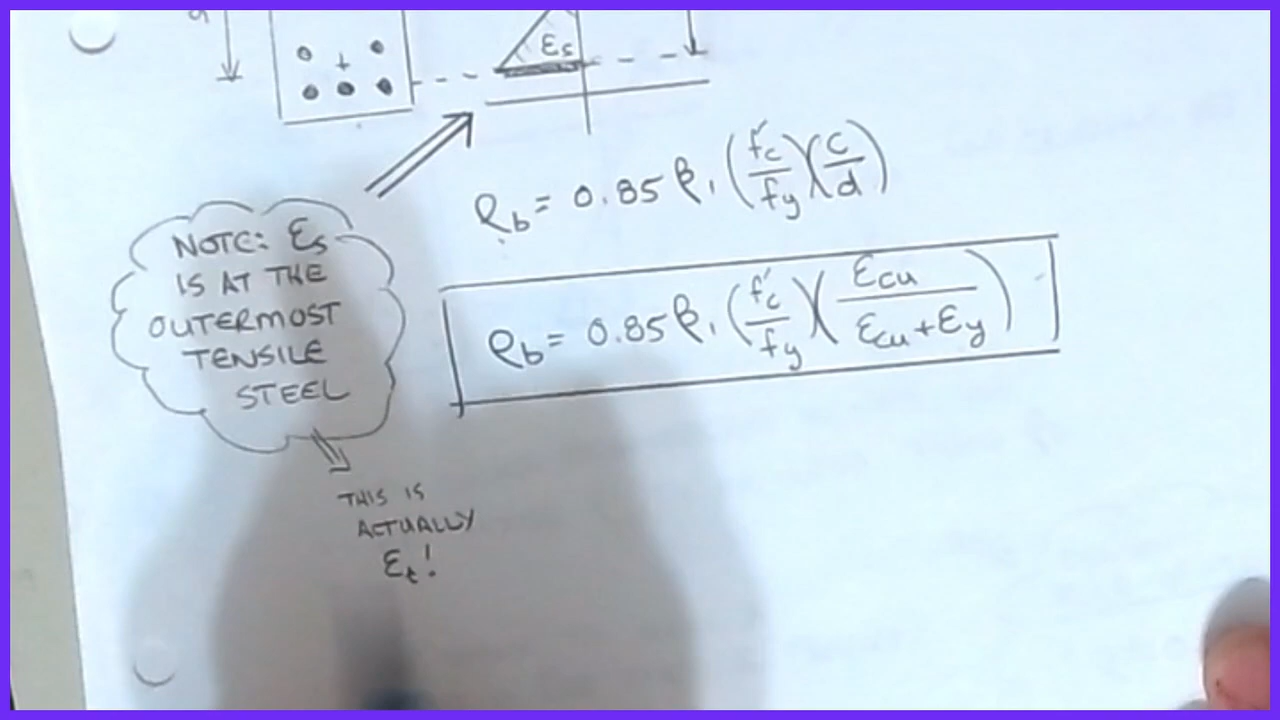 εs
ρb = 0.85 β1 (f'c/fy)(c/d)
NOTE: εs
IS AT THE
OUTERMOST
TENSILE
STEEL
ρb = 0.85 β1 (f'c/fy)(εcu/(εcu+εy))
THIS IS
ACTUALLY
εt!